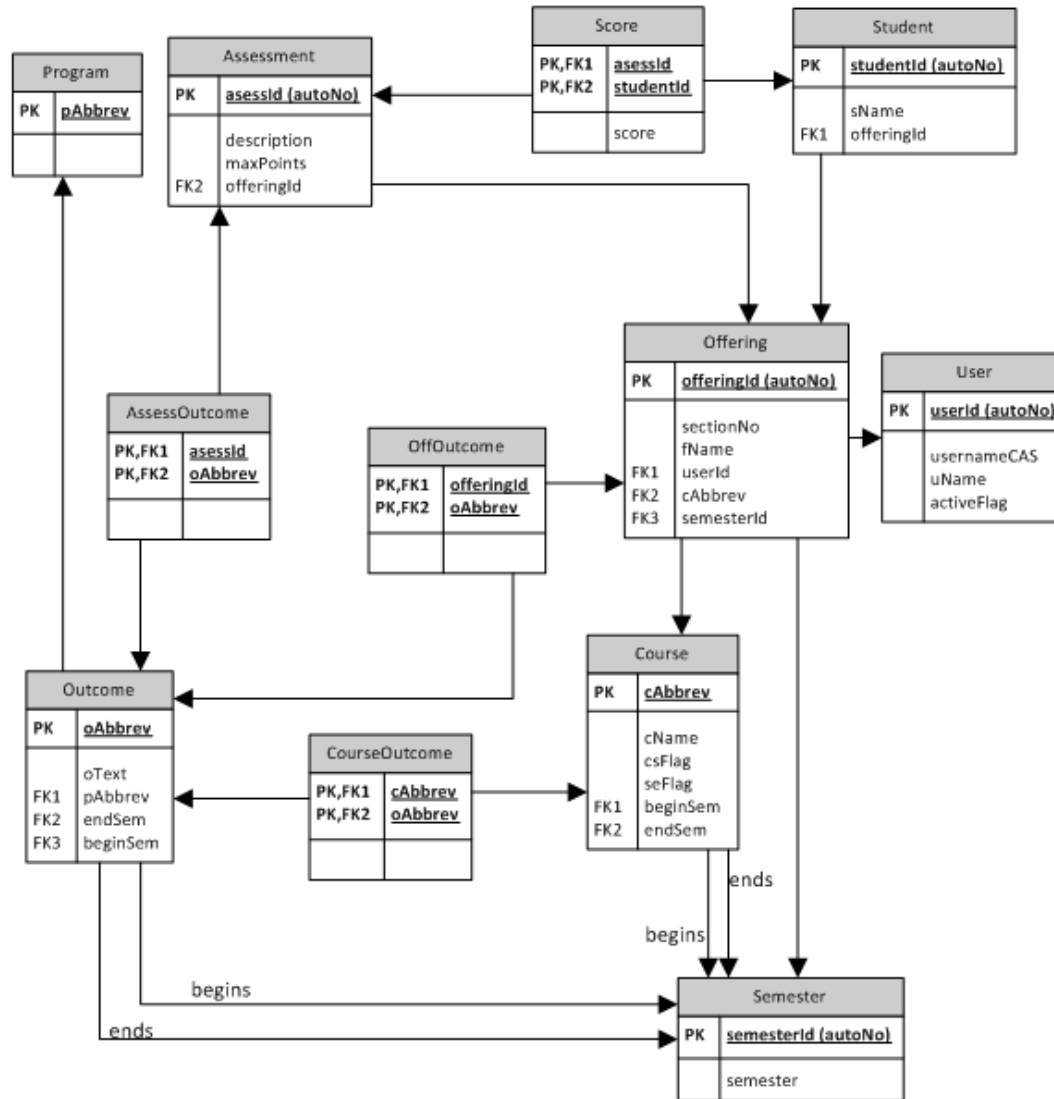 Program
PK pAbbrev
Assessment
PK asessId (autoNo)
description
maxPoints
FK2 offeringId
Score
PK,FK1 asessId
PK,FK2 studentId
score
Student
PK studentId (autoNo)
sName
FK1 offeringId
AssessOutcome
PK,FK1 asessId
PK,FK2 oAbbrev
OffOutcome
PK,FK1 offeringId
PK,FK2 oAbbrev
Offering
PK offeringId (autoNo)
sectionNo
fName
FK1 userId
FK2 cAbbrev
FK3 semesterId
User
PK userId (autoNo)
usernameCAS
uName
activeFlag
Outcome
PK oAbbrev
oText
FK1 pAbbrev
FK2 endSem
FK3 beginSem
CourseOutcome
PK,FK1 cAbbrev
PK,FK2 oAbbrev
Course
PK cAbbrev
cName
csFlag
seFlag
FK1 beginSem
FK2 endSem
ends
begins
begins
ends
Semester
PK semesterId (autoNo)
semester